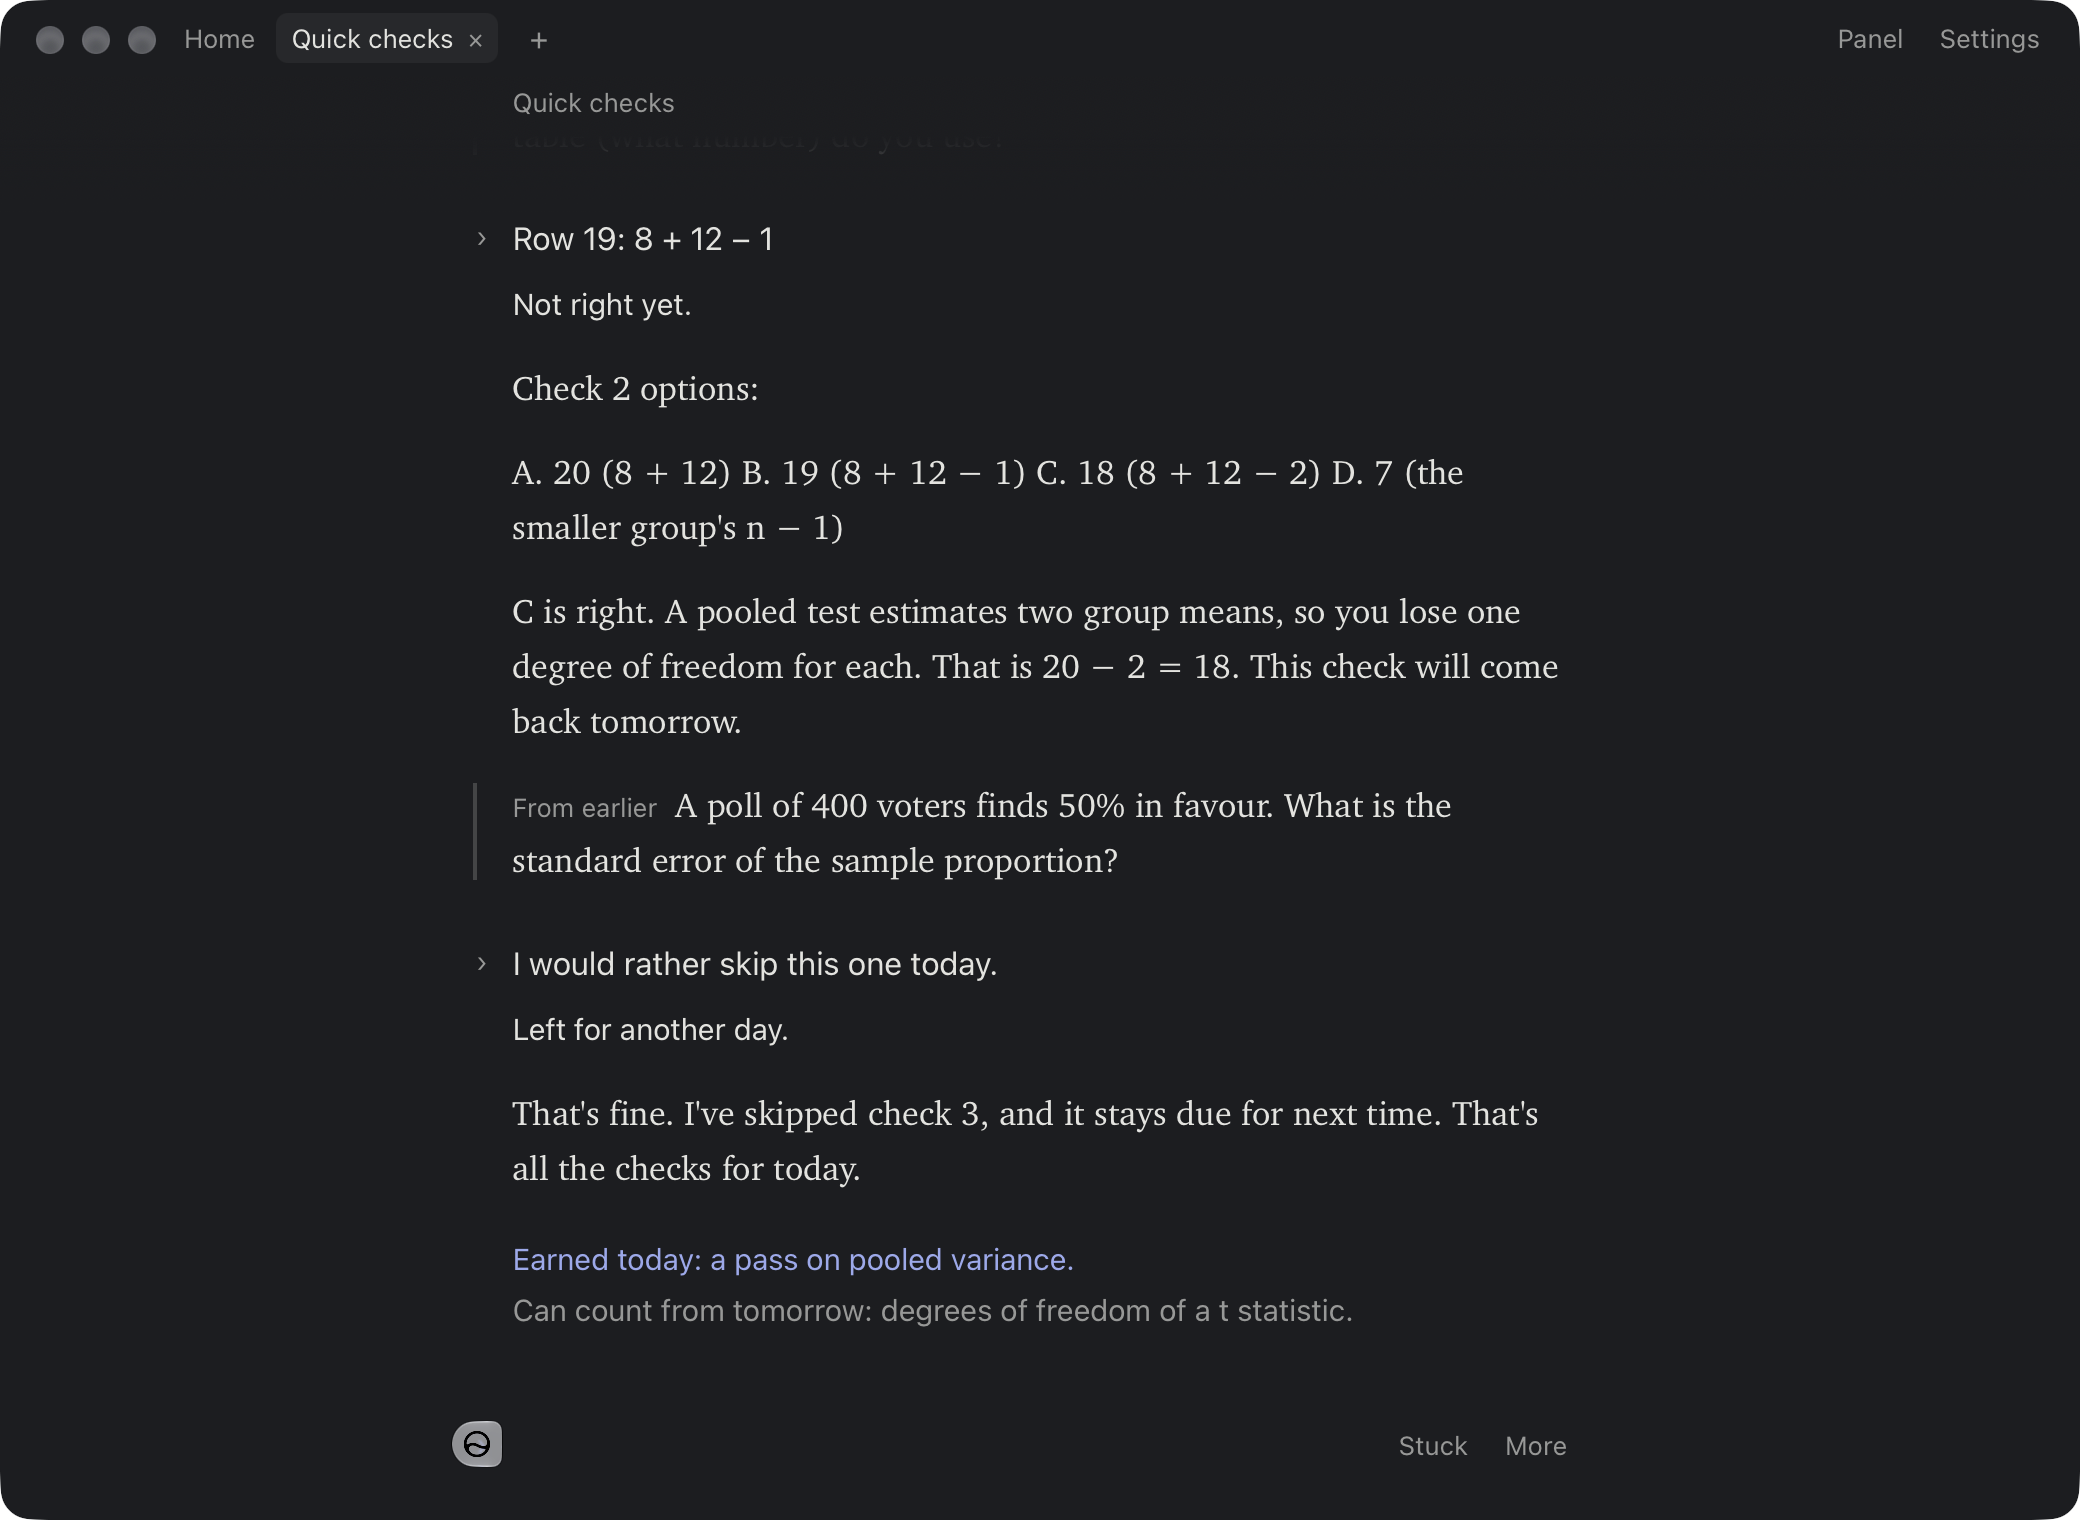 Home
Quick checks ×
+
Panel
Settings
Quick checks
table (what number) do you use?
› Row 19: 8 + 12 – 1
Not right yet.
Check 2 options:
A. 20 (8 + 12) B. 19 (8 + 12 − 1) C. 18 (8 + 12 − 2) D. 7 (the
smaller group's n − 1)
C is right. A pooled test estimates two group means, so you lose one
degree of freedom for each. That is 20 − 2 = 18. This check will come
back tomorrow.
From earlier A poll of 400 voters finds 50% in favour. What is the
standard error of the sample proportion?
› I would rather skip this one today.
Left for another day.
That's fine. I've skipped check 3, and it stays due for next time. That's
all the checks for today.
Earned today: a pass on pooled variance.
Can count from tomorrow: degrees of freedom of a t statistic.
Stuck
More